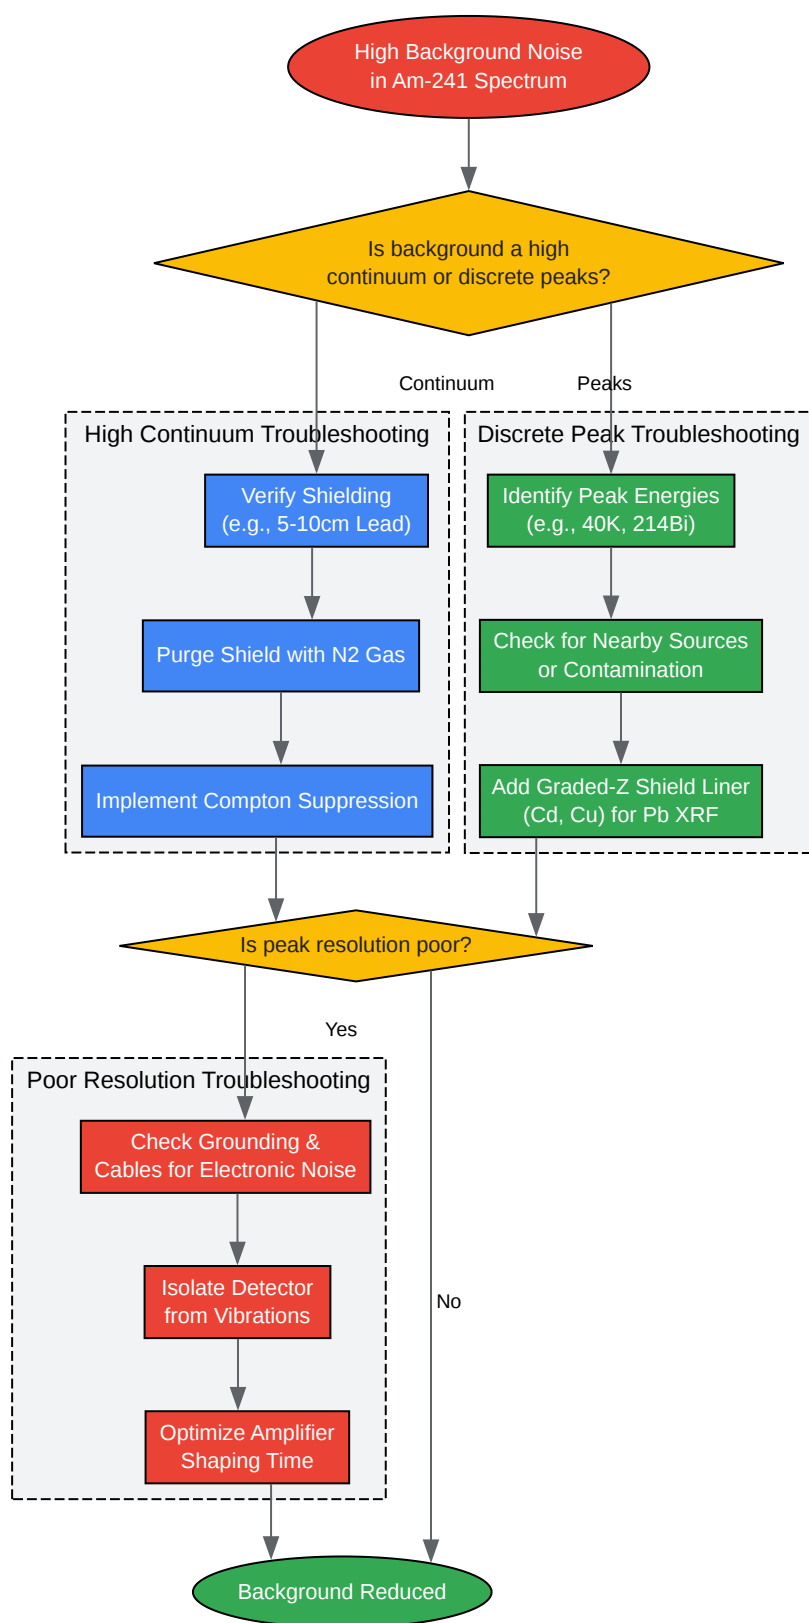 High Background Noise
in Am-241 Spectrum
Is background a high
continuum or discrete peaks?
Continuum
Peaks
High Continuum Troubleshooting
Verify Shielding
(e.g., 5-10cm Lead)
Purge Shield with N2 Gas
Implement Compton Suppression
Discrete Peak Troubleshooting
Identify Peak Energies
(e.g., 40K, 214Bi)
Check for Nearby Sources
or Contamination
Add Graded-Z Shield Liner
(Cd, Cu) for Pb XRF
Is peak resolution poor?
Yes
Poor Resolution Troubleshooting
Check Grounding &
Cables for Electronic Noise
Isolate Detector
from Vibrations
No
Optimize Amplifier
Shaping Time
Background Reduced